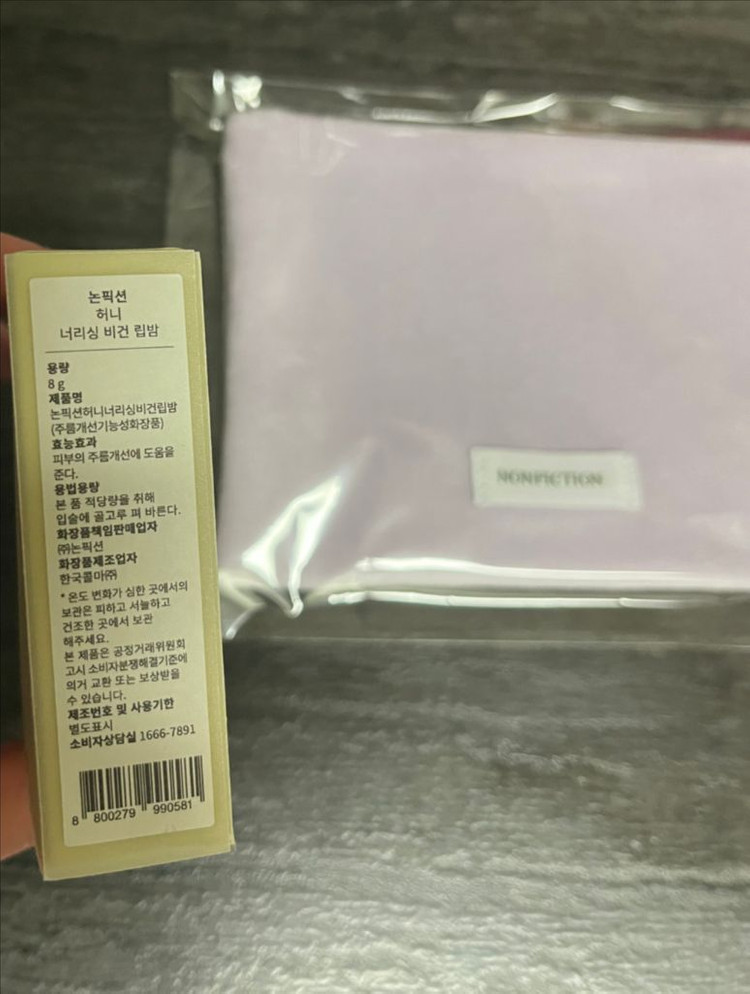 논픽션
허니
너리싱 비건 립밤
용량
8 g
제품명
논픽션허니너리싱비건립밤
(주름개선기능성화장품)
효능효과
피부의 주름개선에 도움을
준다.
용법용량
본 품 적당량을 취해
입술에 골고루 펴 바른다.
화장품책임판매업자
㈜논픽션
화장품제조업자
한국콜마㈜
* 온도 변화가 심한 곳에서의
보관은 피하고 서늘하고
건조한 곳에서 보관
해주세요.
본 제품은 공정거래위원회
고시 소비자분쟁해결기준에
의거 교환 또는 보상받을
수 있습니다.
제조번호 및 사용기한
별도표시
소비자상담실 1666-7891
8 800279 990581
NONFICTION